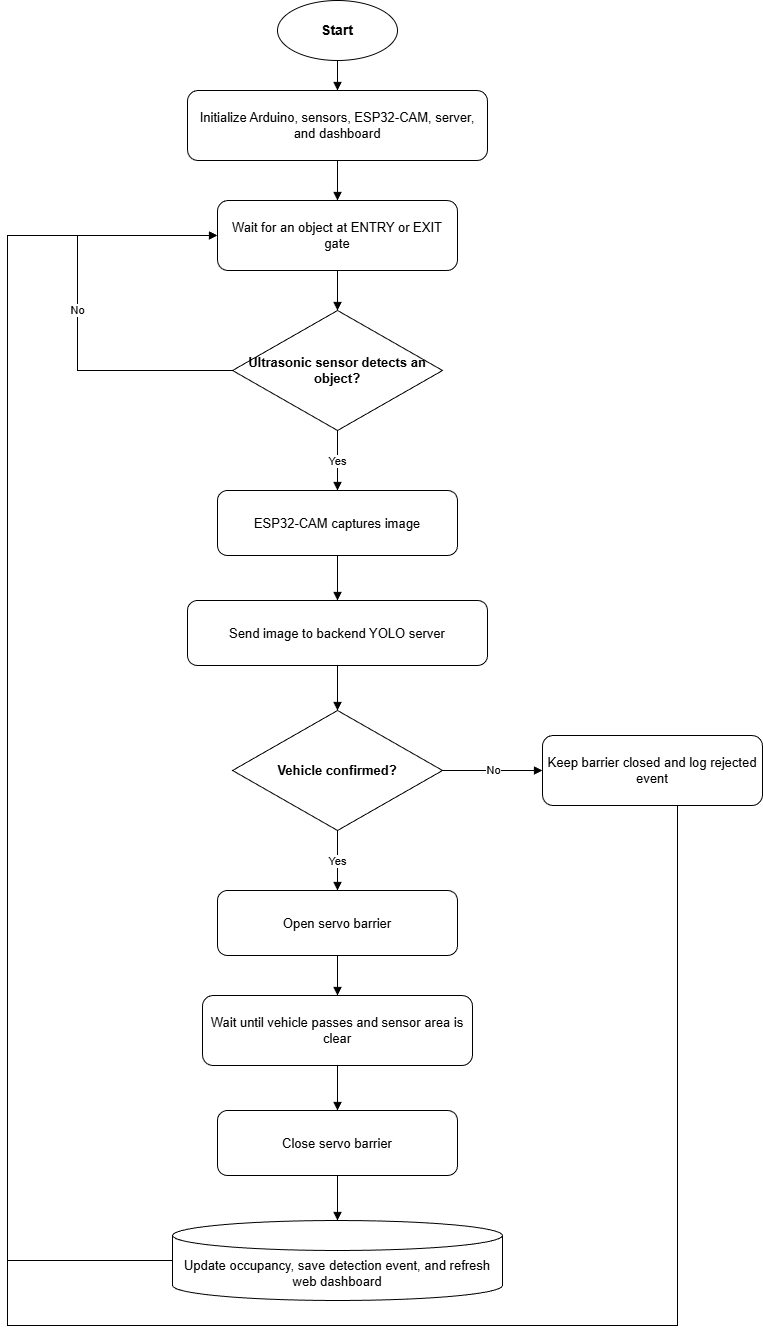 Start
Initialize Arduino, sensors, ESP32-CAM, server,
and dashboard
Wait for an object at ENTRY or EXIT
gate
No
Ultrasonic sensor detects an
object?
Yes
ESP32-CAM captures image
Send image to backend YOLO server
Vehicle confirmed?
No
Keep barrier closed and log rejected
event
Yes
Open servo barrier
Wait until vehicle passes and sensor area is
clear
Close servo barrier
Update occupancy, save detection event, and refresh
web dashboard